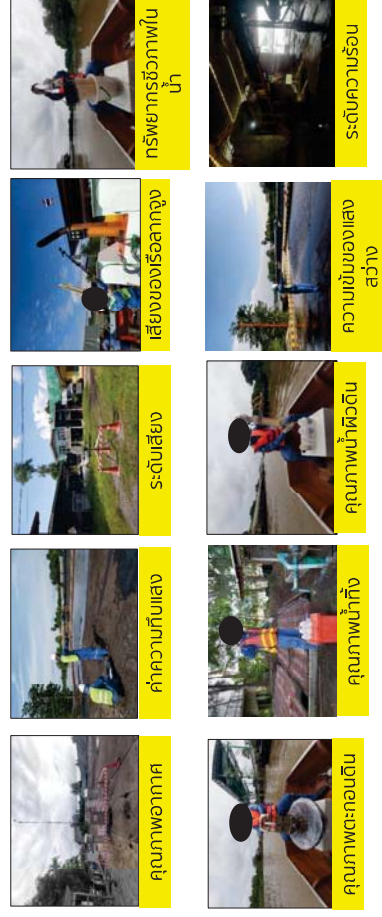 คุณภาพอากาศ
ค่าความทึบแสง
ระดับเสียง
เสียงของเรือลากจูง
ทรัพยากรชีวภาพใน
น้ำ
คุณภาพตะกอนดิน
คุณภาพน้ำทิ้ง
คุณภาพน้ำผิวดิน
ความเข้มของแสง
สว่าง
ระดับความร้อน